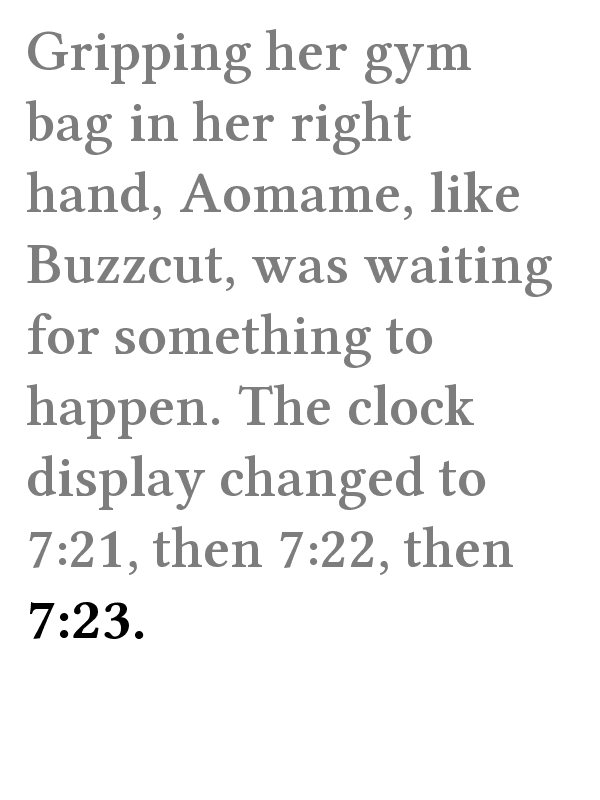 Gripping her gym
bag in her right
hand, Aomame, like
Buzzcut, was waiting
for something to
happen. The clock
display changed to
7:21, then 7:22, then
7:23.